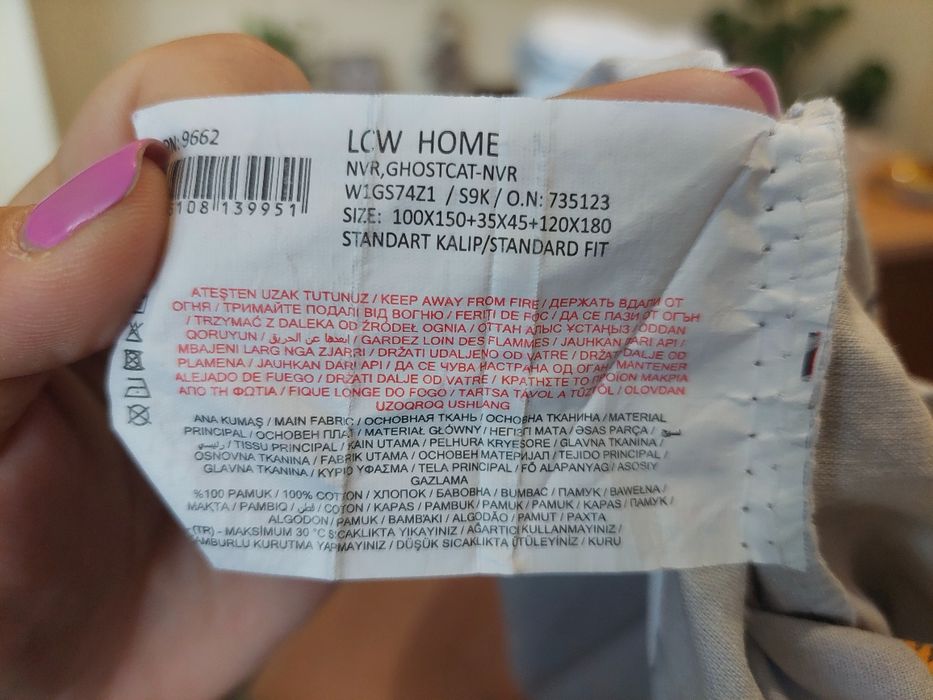 9662
LCW HOME
NVR,GHOSTCAT-NVR
W1GS74Z1 / S9K / O.N: 735123
SIZE: 100X150+35X45+120X180
STANDART KALIP/STANDARD FIT
8108 139951
ATEŞTEN UZAK TUTUNUZ / KEEP AWAY FROM FIRE / ДЕРЖАТЬ ВДАЛИ ОТ
ОГНЯ / ТРИМАЙТЕ ПОДАЛІ ВІД ВОГНЮ / FERIȚI DE FOC / ДА СЕ ПАЗИ ОТ ОГЪН
/ TRZYMAĆ Z DALEKA OD ŹRÓDEŁ OGNIA / ОТТАН АЛЫС ҰСТАҢЫЗ ODDAN
QORUYUN / ابعدها عن الحريق / GARDEZ LOIN DES FLAMMES / JAUHKAN DARI API /
MBAJENI LARG NGA ZJARRI / DRŽATI UDALJENO OD VATRE / DRŽAT DALJE OD
PLAMENA / JAUHKAN DARI API / ДА СЕ ЧУВА НАСТРАНА ОД ОГАН MANTENER
ALEJADO DE FUEGO / DRŽATI DALJE OD VATRE / ΚΡΑΤΗΣΤΕ ΤΟ ΠΡΟΪΟΝ ΜΑΚΡΙΑ
ΑΠΟ ΤΗ ΦΩΤΙΑ / FIQUE LONGE DO FOGO / TARTSA TÁVOL A TŰZTŐL / OLOVDAN
UZOQROQ USHLANG
ANA KUMAŞ / MAIN FABRIC / ОСНОВНАЯ ТКАНЬ / ОСНОВНА ТКАНИНА / MATERIAL
PRINCIPAL / ОСНОВЕН ПЛАТ / MATERIAŁ GŁÓWNY / НЕГІЗГІ МАТА / ƏSAS PARÇA / نسيج
رئيسي / TISSU PRINCIPAL / KAIN UTAMA / PELHURA KRYESORE / GLAVNA TKANINA /
OSNOVNA TKANINA / FABRIK UTAMA / ОСНОВЕН МАТЕРИЈАЛ / TEJIDO PRINCIPAL /
GLAVNA TKANINA / ΚΥΡΙΟ ΥΦΑΣΜΑ / TELA PRINCIPAL / FŐ ALAPANYAG / ASOSIY
GAZLAMA
%100 PAMUK / 100% COTTON / ХЛОПОК / БАВОВНА / BUMBAC / ПАМУК / BAWEŁNA /
МАҚТА / PAMBIQ / قطن / COTON / KAPAS / PAMBUK / PAMUK / PAMUK / KAPAS / ПАМУК /
ALGODON / PAMUK / ΒΑΜΒΑΚΙ / ALGODÃO / PAMUT / PAXTA
(TR) - MAKSİMUM 30 °C SICAKLIKTA YIKAYINIZ / AĞARTICI KULLANMAYINIZ /
TAMBURLU KURUTMA YAPMAYINIZ / DÜŞÜK SICAKLIKTA ÜTÜLEYİNİZ / KURU